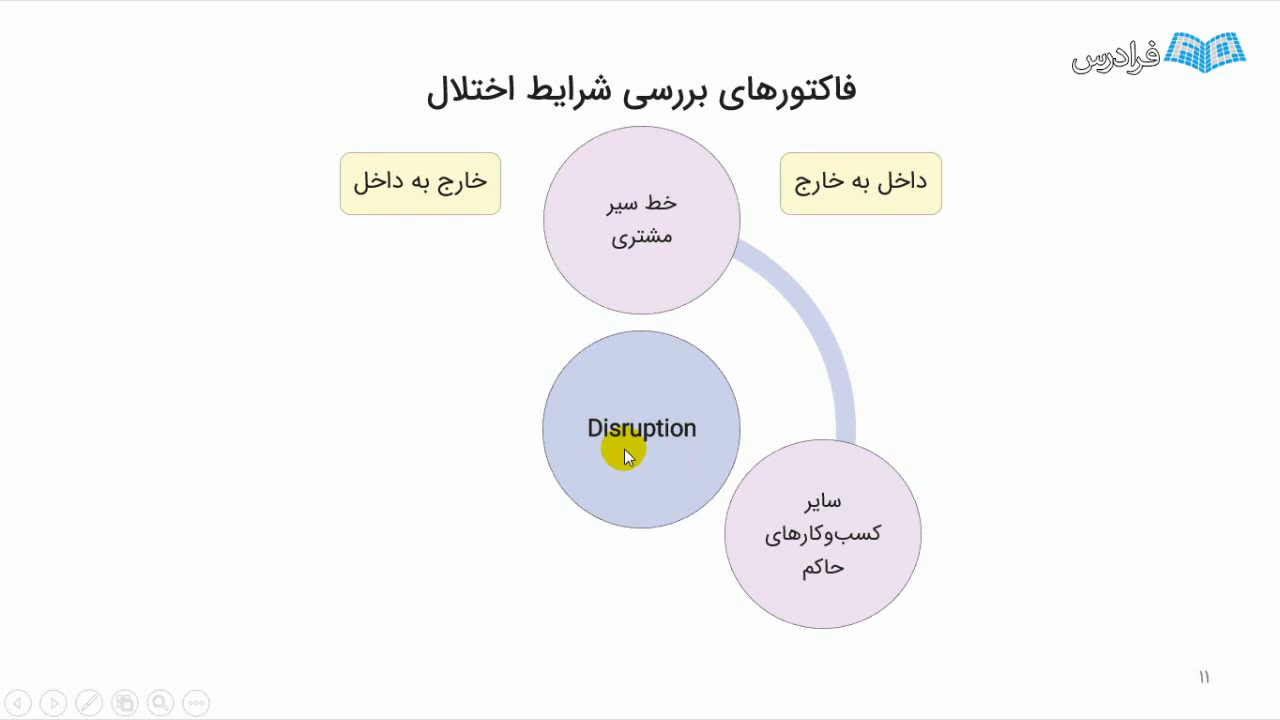 فرادرس
فاکتورهای بررسی شرایط اختلال
داخل به خارج
خارج به داخل
خط سیر
مشتری
Disruption
سایر
کسب‌وکارهای
حاکم
۱۱